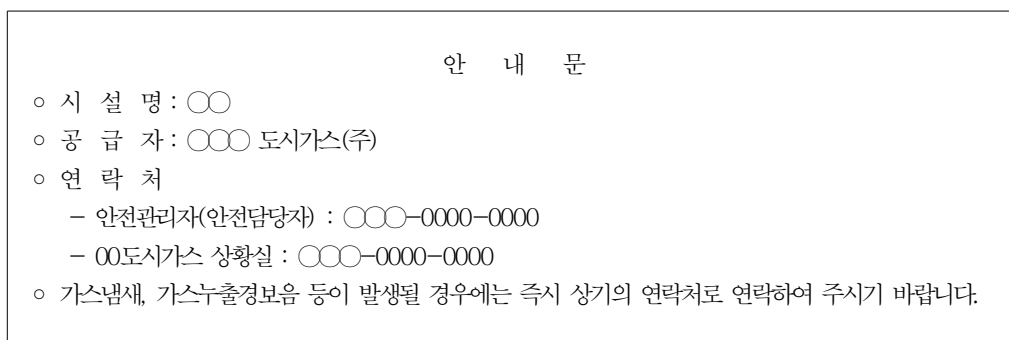 안 내 문
○ 시 설 명 : ○○
○ 공 급 자 : ○○○ 도시가스(주)
○ 연 락 처
- 안전관리자(안전담당자) : ○○○-0000-0000
- 00도시가스 상황실 : ○○○-0000-0000
○ 가스냄새, 가스누출경보음 등이 발생될 경우에는 즉시 상기의 연락처로 연락하여 주시기 바랍니다.